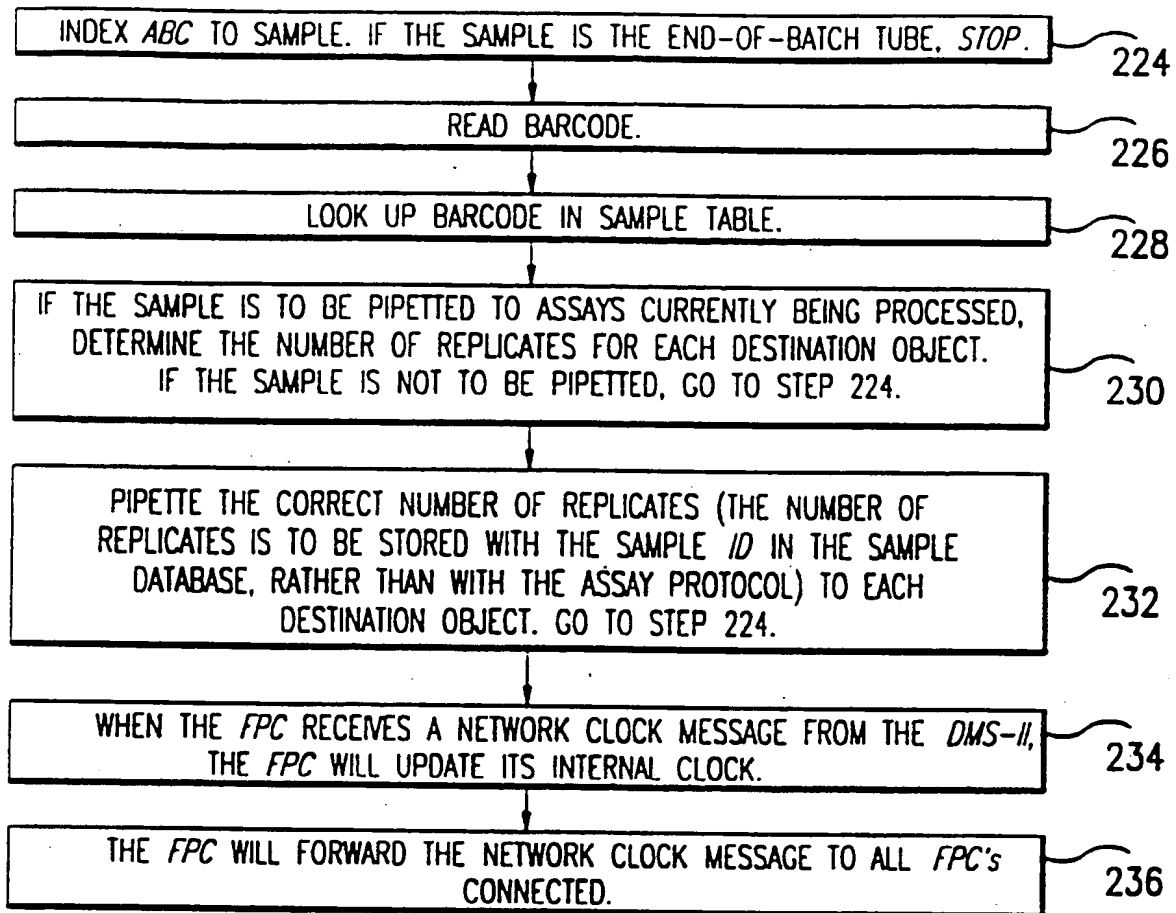 INDEX ABC TO SAMPLE. IF THE SAMPLE IS THE END-OF-BATCH TUBE, STOP.
224
READ BARCODE.
226
LOOK UP BARCODE IN SAMPLE TABLE.
228
IF THE SAMPLE IS TO BE PIPETTED TO ASSAYS CURRENTLY BEING PROCESSED,
DETERMINE THE NUMBER OF REPLICATES FOR EACH DESTINATION OBJECT.
IF THE SAMPLE IS NOT TO BE PIPETTED, GO TO STEP 224.
230
PIPETTE THE CORRECT NUMBER OF REPLICATES (THE NUMBER OF
REPLICATES IS TO BE STORED WITH THE SAMPLE ID IN THE SAMPLE
DATABASE, RATHER THAN WITH THE ASSAY PROTOCOL) TO EACH
DESTINATION OBJECT. GO TO STEP 224.
232
WHEN THE FPC RECEIVES A NETWORK CLOCK MESSAGE FROM THE DMS-II,
THE FPC WILL UPDATE ITS INTERNAL CLOCK.
234
THE FPC WILL FORWARD THE NETWORK CLOCK MESSAGE TO ALL FPC's
CONNECTED.
236